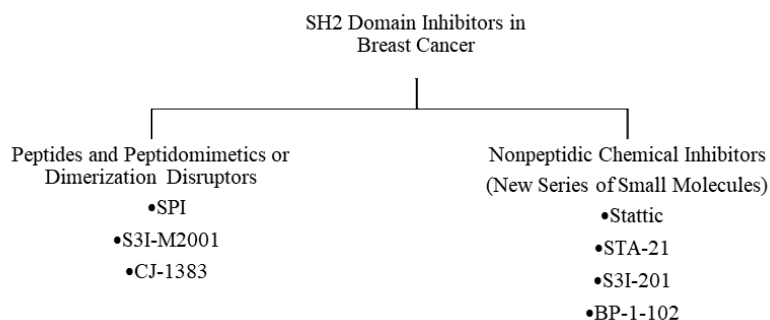 SH2 Domain Inhibitors in
Breast Cancer
Peptides and Peptidomimetics or
Dimerization Disruptors
•SPI
•S3I-M2001
•CJ-1383
Nonpeptidic Chemical Inhibitors
(New Series of Small Molecules)
•Stattic
•STA-21
•S3I-201
•BP-1-102